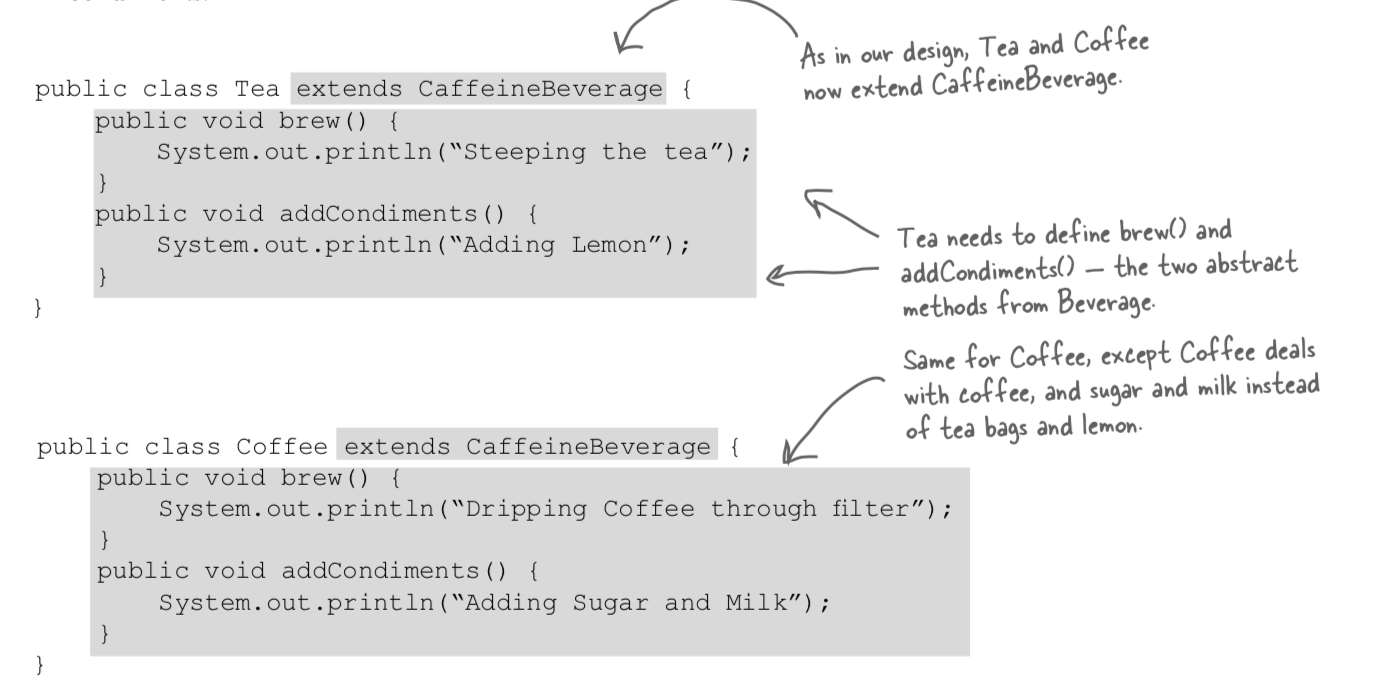 public class Tea extends CaffeineBeverage {
public void brew() {
System.out.println(“Steeping the tea”);
}
public void addCondiments() {
System.out.println(“Adding Lemon”);
}
}
As in our design, Tea and Coffee
now extend CaffeineBeverage.
Tea needs to define brew() and
addCondiments() — the two abstract
methods from Beverage.
Same for Coffee, except Coffee deals
with coffee, and sugar and milk instead
of tea bags and lemon.
public class Coffee extends CaffeineBeverage {
public void brew() {
System.out.println(“Dripping Coffee through filter”);
}
public void addCondiments() {
System.out.println(“Adding Sugar and Milk”);
}
}